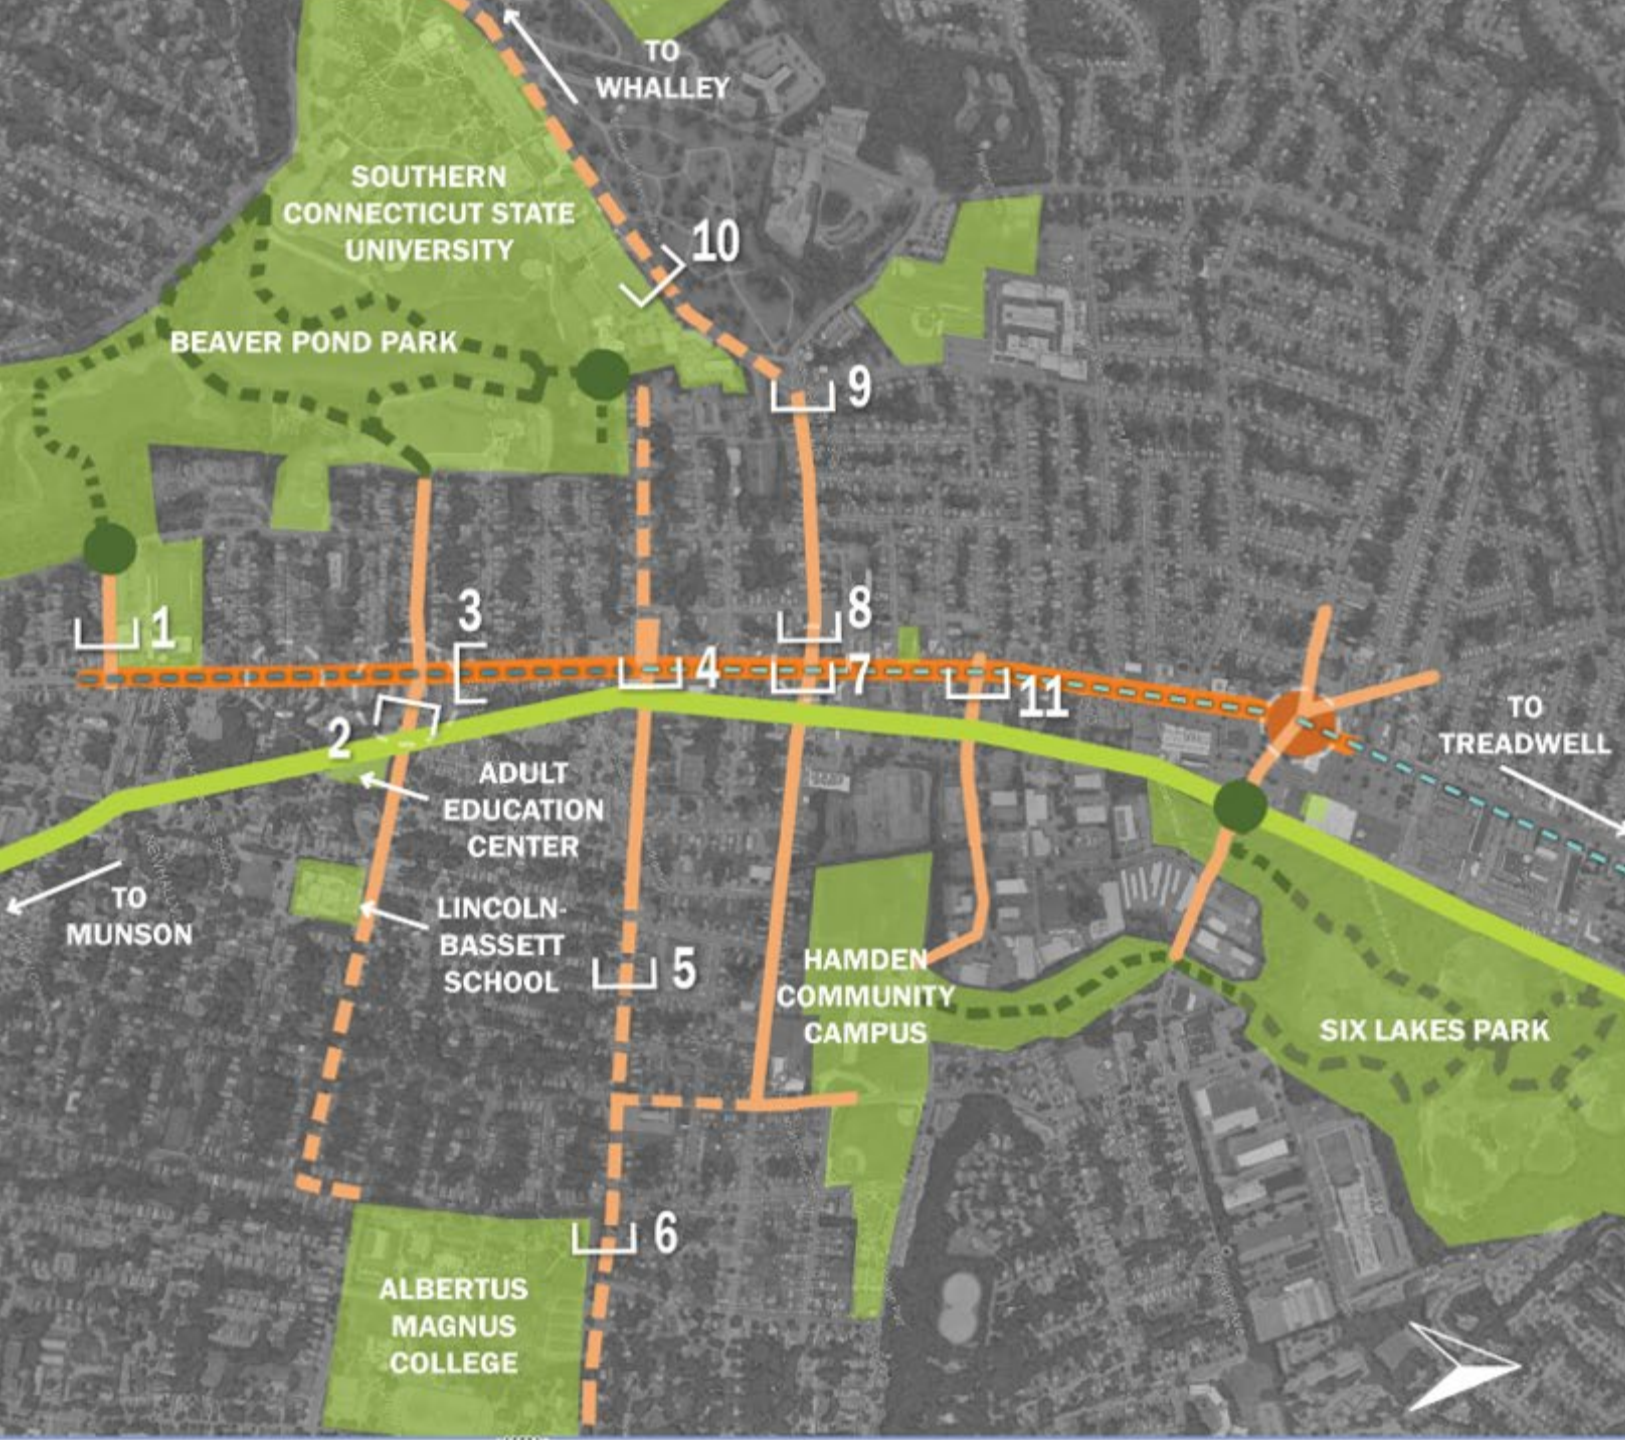 TO
WHALLEY
SOUTHERN
CONNECTICUT STATE
UNIVERSITY
10
BEAVER POND PARK
9
8
3
1
4
7
11
2
TO
TREADWELL
ADULT
EDUCATION
CENTER
TO
MUNSON
LINCOLN-
BASSETT
SCHOOL
5
HAMDEN
COMMUNITY
CAMPUS
SIX LAKES PARK
6
ALBERTUS
MAGNUS
COLLEGE